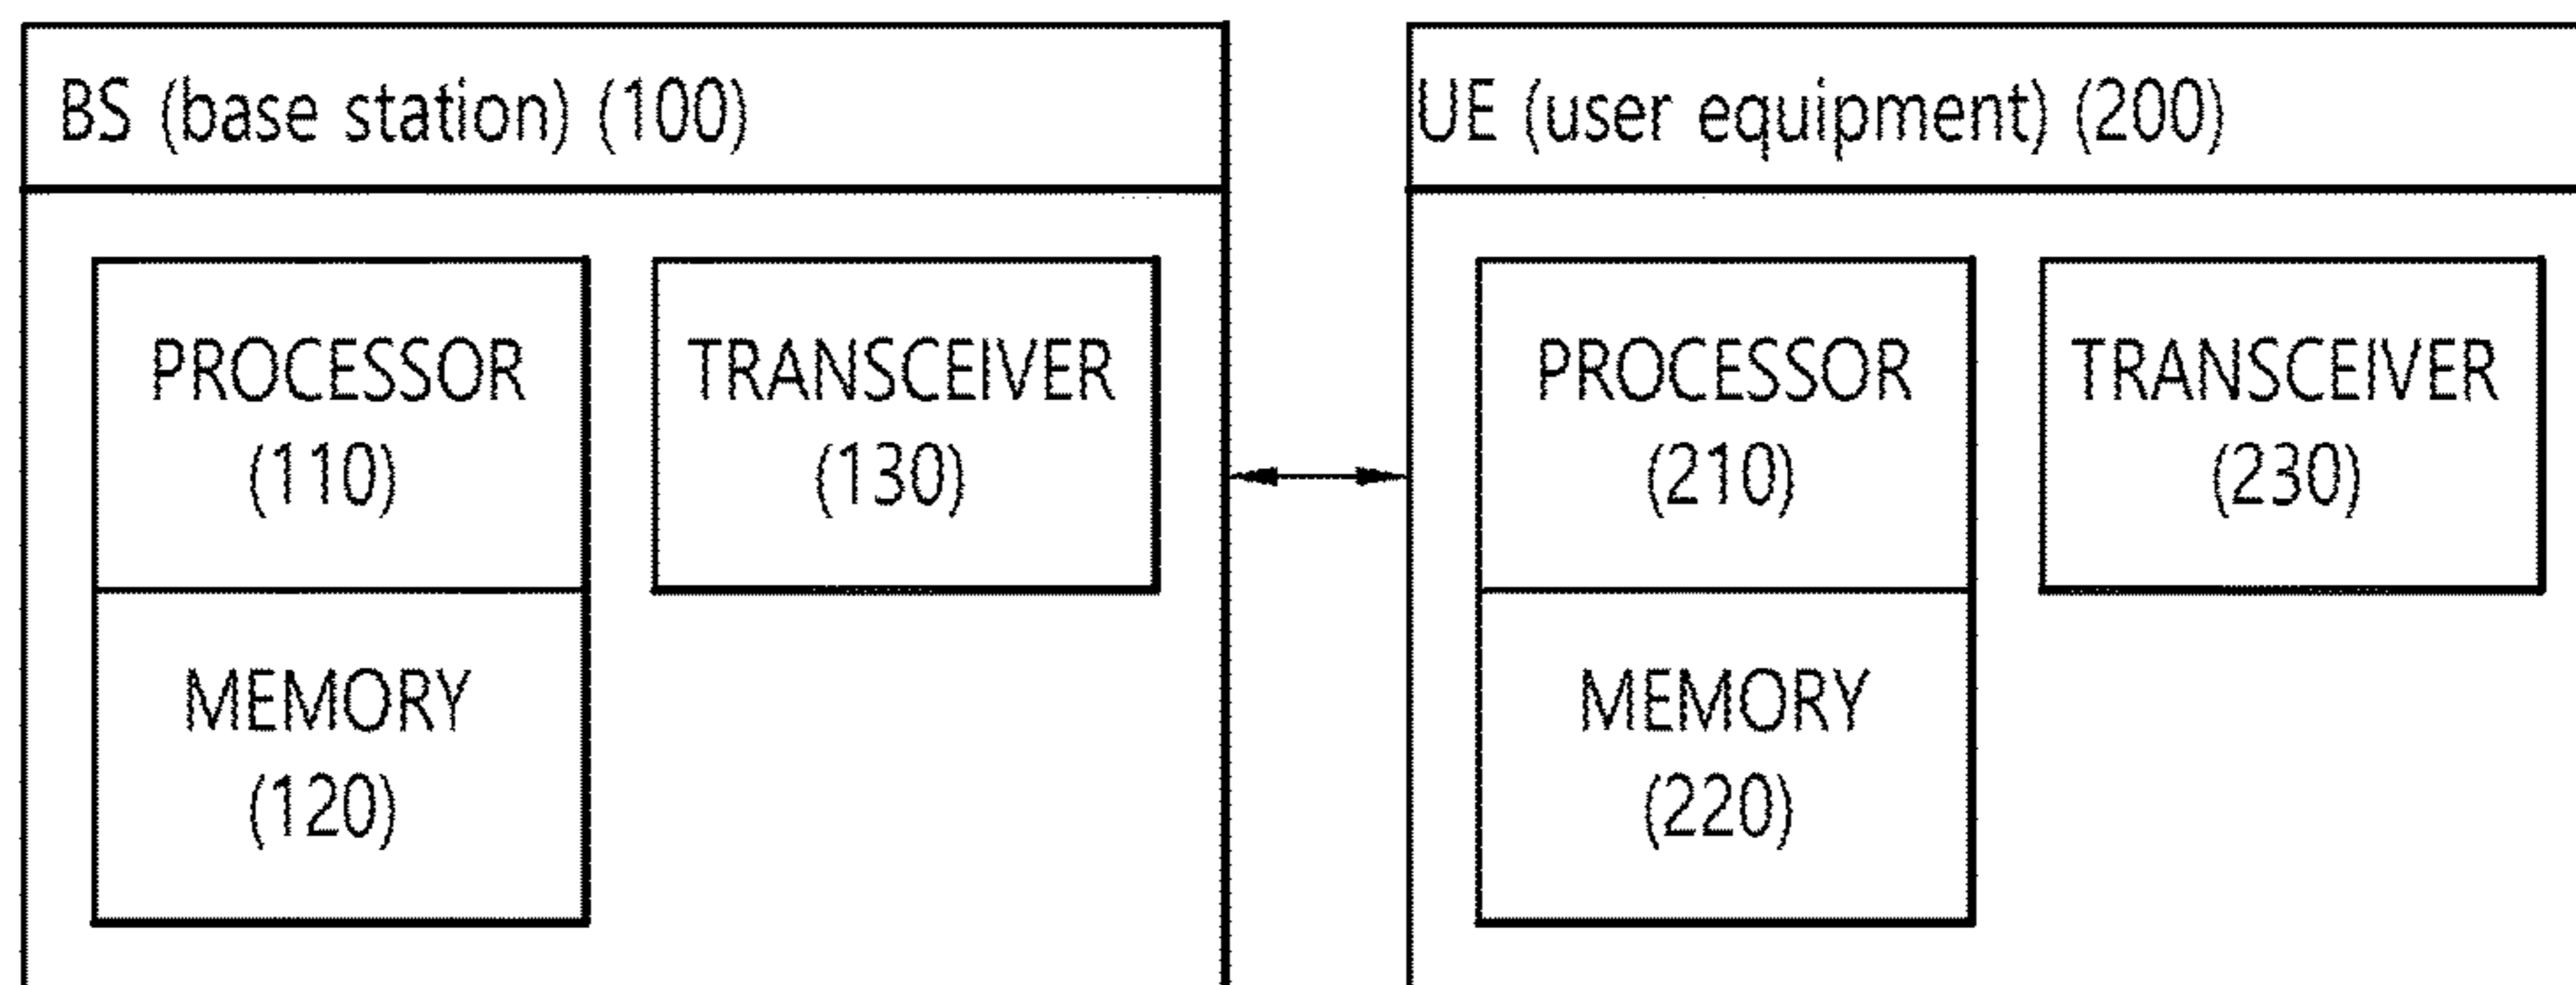 BS (base station) (100)
PROCESSOR
(110)
TRANSCEIVER
(130)
MEMORY
(120)
UE (user equipment) (200)
PROCESSOR
(210)
TRANSCEIVER
(230)
MEMORY
(220)